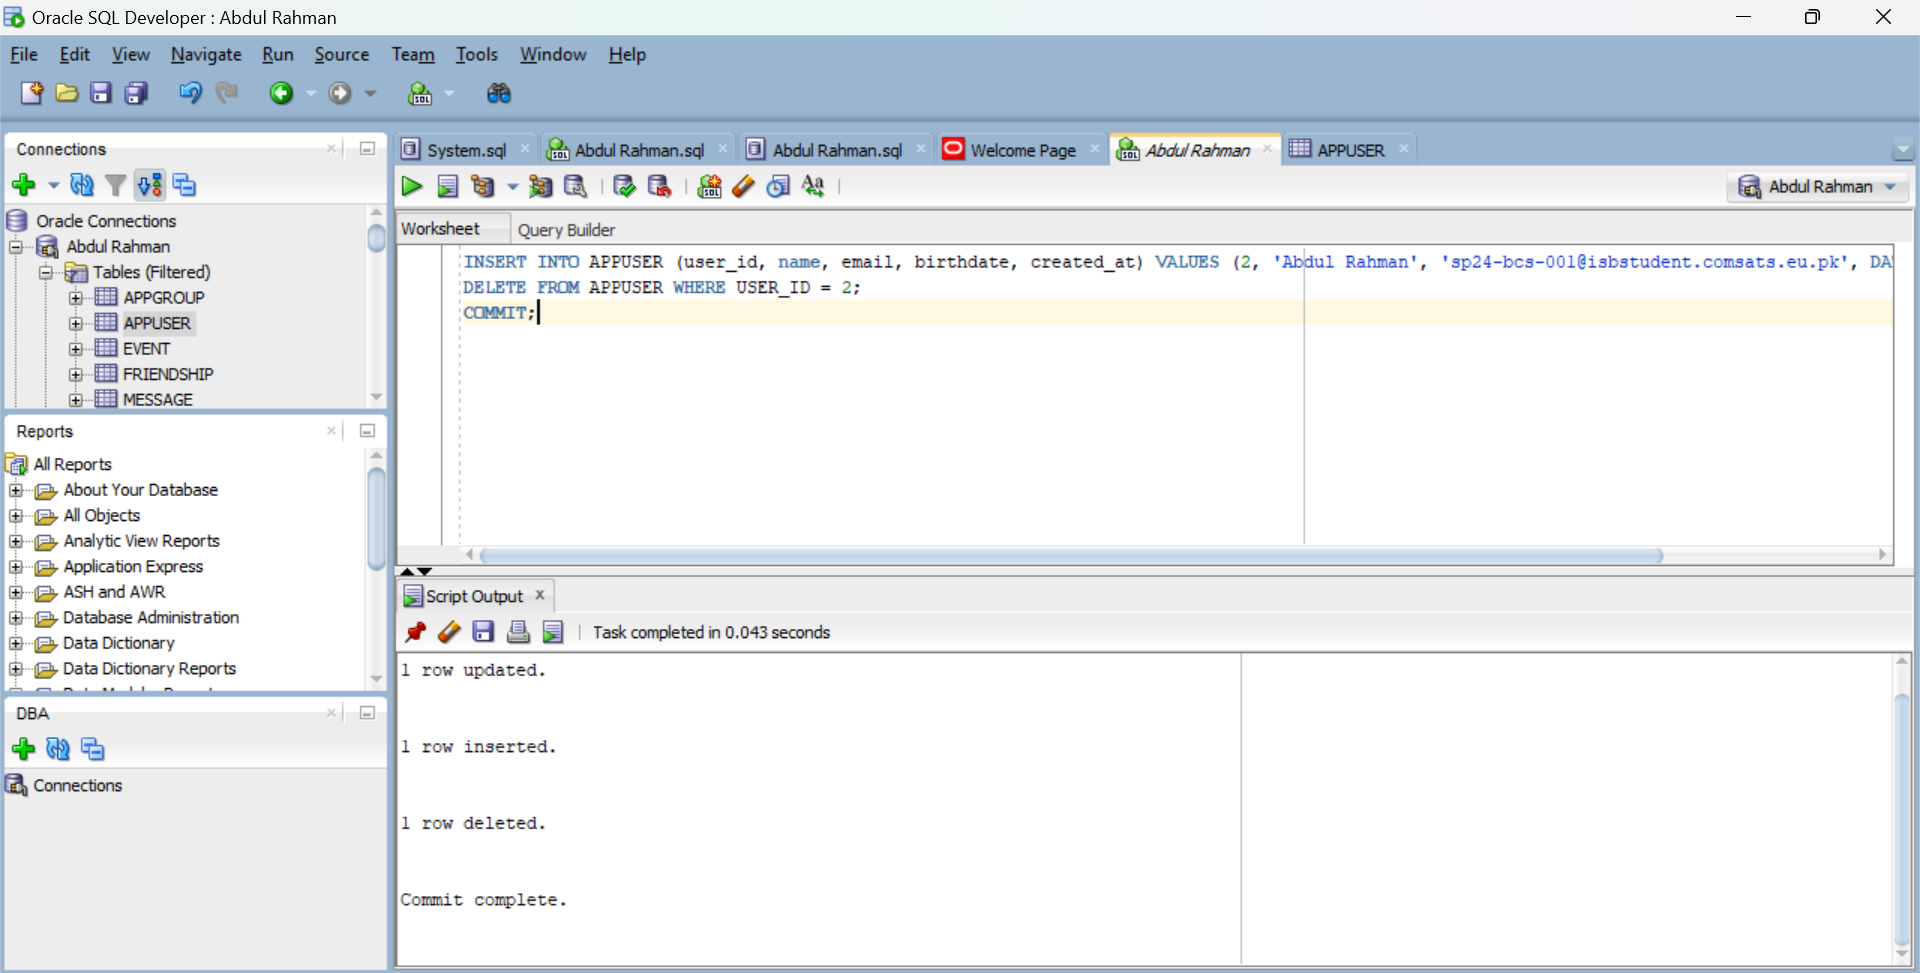 Oracle SQL Developer : Abdul Rahman
File Edit View Navigate Run Source Team Tools Window Help
Connections
Oracle Connections
Abdul Rahman
Tables (Filtered)
APPGROUP
APPUSER
EVENT
FRIENDSHIP
MESSAGE
Reports
All Reports
About Your Database
All Objects
Analytic View Reports
Application Express
ASH and AWR
Database Administration
Data Dictionary
Data Dictionary Reports
DBA
Connections
System.sql Abdul Rahman.sql Abdul Rahman.sql Welcome Page Abdul Rahman APPUSER
Abdul Rahman
Worksheet Query Builder
INSERT INTO APPUSER (user_id, name, email, birthdate, created_at) VALUES (2, 'Abdul Rahman', 'sp24-bcs-001@isbstudent.comsats.eu.pk', DA
DELETE FROM APPUSER WHERE USER_ID = 2;
COMMIT;
Script Output
Task completed in 0.043 seconds
1 row updated.
1 row inserted.
1 row deleted.
Commit complete.